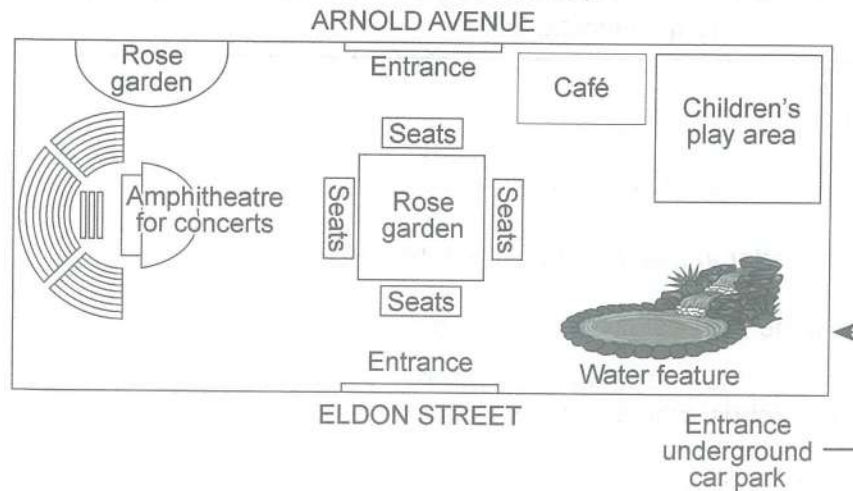 ARNOLD AVENUE
Rose
garden
Entrance
Café
Children's
play area
Seats
Amphitheatre
for concerts
Seats
Rose
garden
Seats
Seats
Entrance
Water feature
ELDON STREET
Entrance
underground
car park